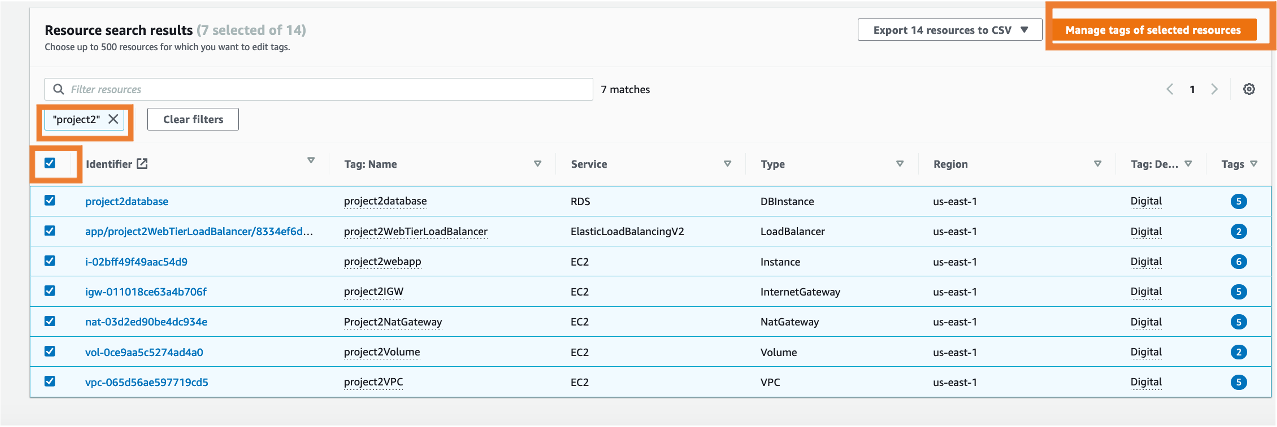 Resource search results (7 selected of 14)
Choose up to 500 resources for which you want to edit tags.
Export 14 resources to CSV
Manage tags of selected resources
Filter resources
7 matches
1
"project2"
Clear filters
Identifier Tag: Name Service Type Region Tag: De... Tags
project2database project2database RDS DBInstance us-east-1 Digital 5
app/project2WebTierLoadBalancer/8334ef6d... project2WebTierLoadBalancer ElasticLoadBalancingV2 LoadBalancer us-east-1 Digital 2
i-02bff49f49aac54d9 project2webapp EC2 Instance us-east-1 Digital 6
igw-011018ce63a4b706f project2IGW EC2 InternetGateway us-east-1 Digital 5
nat-03d2ed90be4dc934e Project2NatGateway EC2 NatGateway us-east-1 Digital 5
vol-0ce9aa5c5274ad4a0 project2Volume EC2 Volume us-east-1 Digital 2
vpc-065d56ae597719cd5 project2VPC EC2 VPC us-east-1 Digital 5